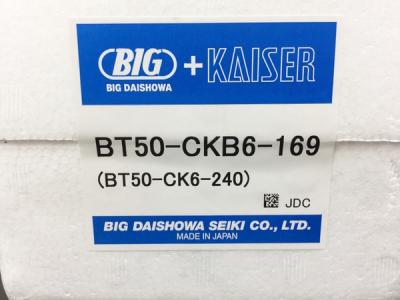 BIG + KAISER
BIG DAISHOWA
BT50-CKB6-169
(BT50-CK6-240)
JDC
BIG DAISHOWA SEIKI CO., LTD.
MADE IN JAPAN